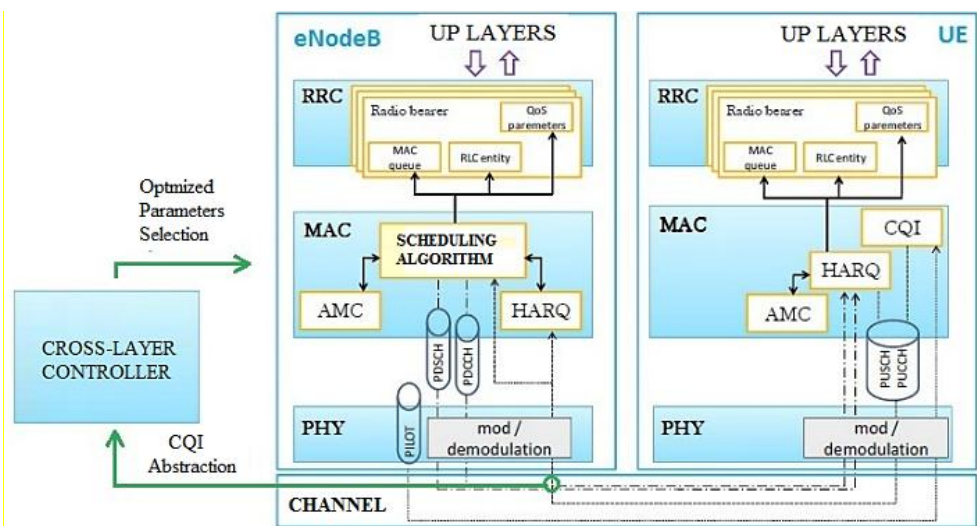 eNodeB
UP LAYERS
RRC
Radio bearer
QoS
paremeters
MAC
queue
RLC entity
MAC
SCHEDULING
ALGORITHM
AMC
HARQ
PDSCH
PDCCH
PILOT
PHY
mod /
demodulation
UP LAYERS
UE
RRC
Radio bearer
QoS
parameters
MAC
queue
RLC entity
MAC
CQI
HARQ
AMC
PUSCH
PUCCH
PHY
mod /
demodulation
Optmized
Parameters
Selection
CROSS-LAYER
CONTROLLER
CQI
Abstraction
CHANNEL